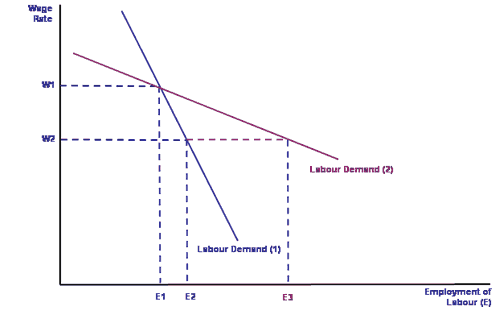 Wage
Rate
W1
W2
Labour Demand (2)
Labour Demand (1)
E1
E2
E3
Employment of
Labour (E)